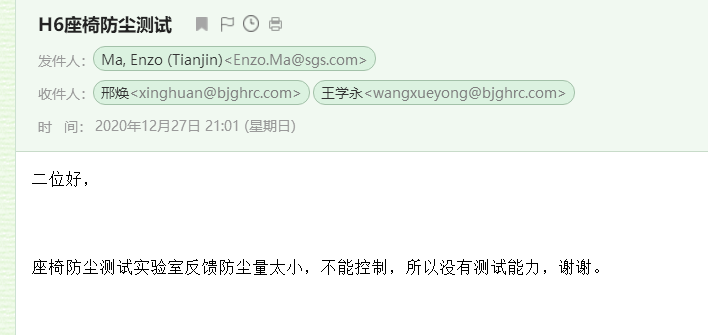 H6座椅防尘测试
发件人：Ma, Enzo (Tianjin)<Enzo.Ma@sgs.com>
收件人：邢焕<xinghuan@bjghrc.com> 王学永<wangxueyong@bjghrc.com>
时　间：2020年12月27日 21:01 (星期日)
二位好，
座椅防尘测试实验室反馈防尘量太小，不能控制，所以没有测试能力，谢谢。